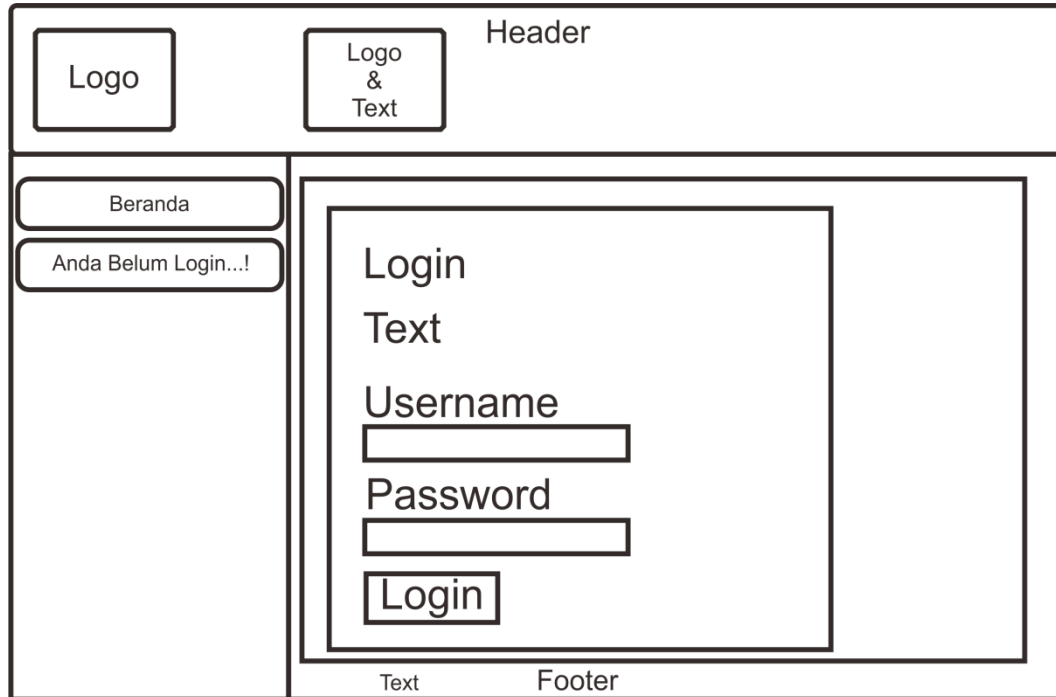 Header
Logo
Logo
&
Text
Beranda
Anda Belum Login...!
Login
Text
Username
Password
Login
Text
Footer